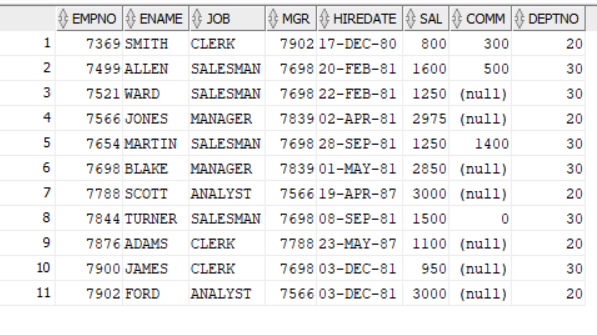 EMPNO ENAME JOB MGR HIREDATE SAL COMM DEPTNO
1 7369 SMITH CLERK 7902 17-DEC-80 800 300 20
2 7499 ALLEN SALESMAN 7698 20-FEB-81 1600 500 30
3 7521 WARD SALESMAN 7698 22-FEB-81 1250 (null) 30
4 7566 JONES MANAGER 7839 02-APR-81 2975 (null) 20
5 7654 MARTIN SALESMAN 7698 28-SEP-81 1250 1400 30
6 7698 BLAKE MANAGER 7839 01-MAY-81 2850 (null) 30
7 7788 SCOTT ANALYST 7566 19-APR-87 3000 (null) 20
8 7844 TURNER SALESMAN 7698 08-SEP-81 1500 0 30
9 7876 ADAMS CLERK 7788 23-MAY-87 1100 (null) 20
10 7900 JAMES CLERK 7698 03-DEC-81 950 (null) 30
11 7902 FORD ANALYST 7566 03-DEC-81 3000 (null) 20